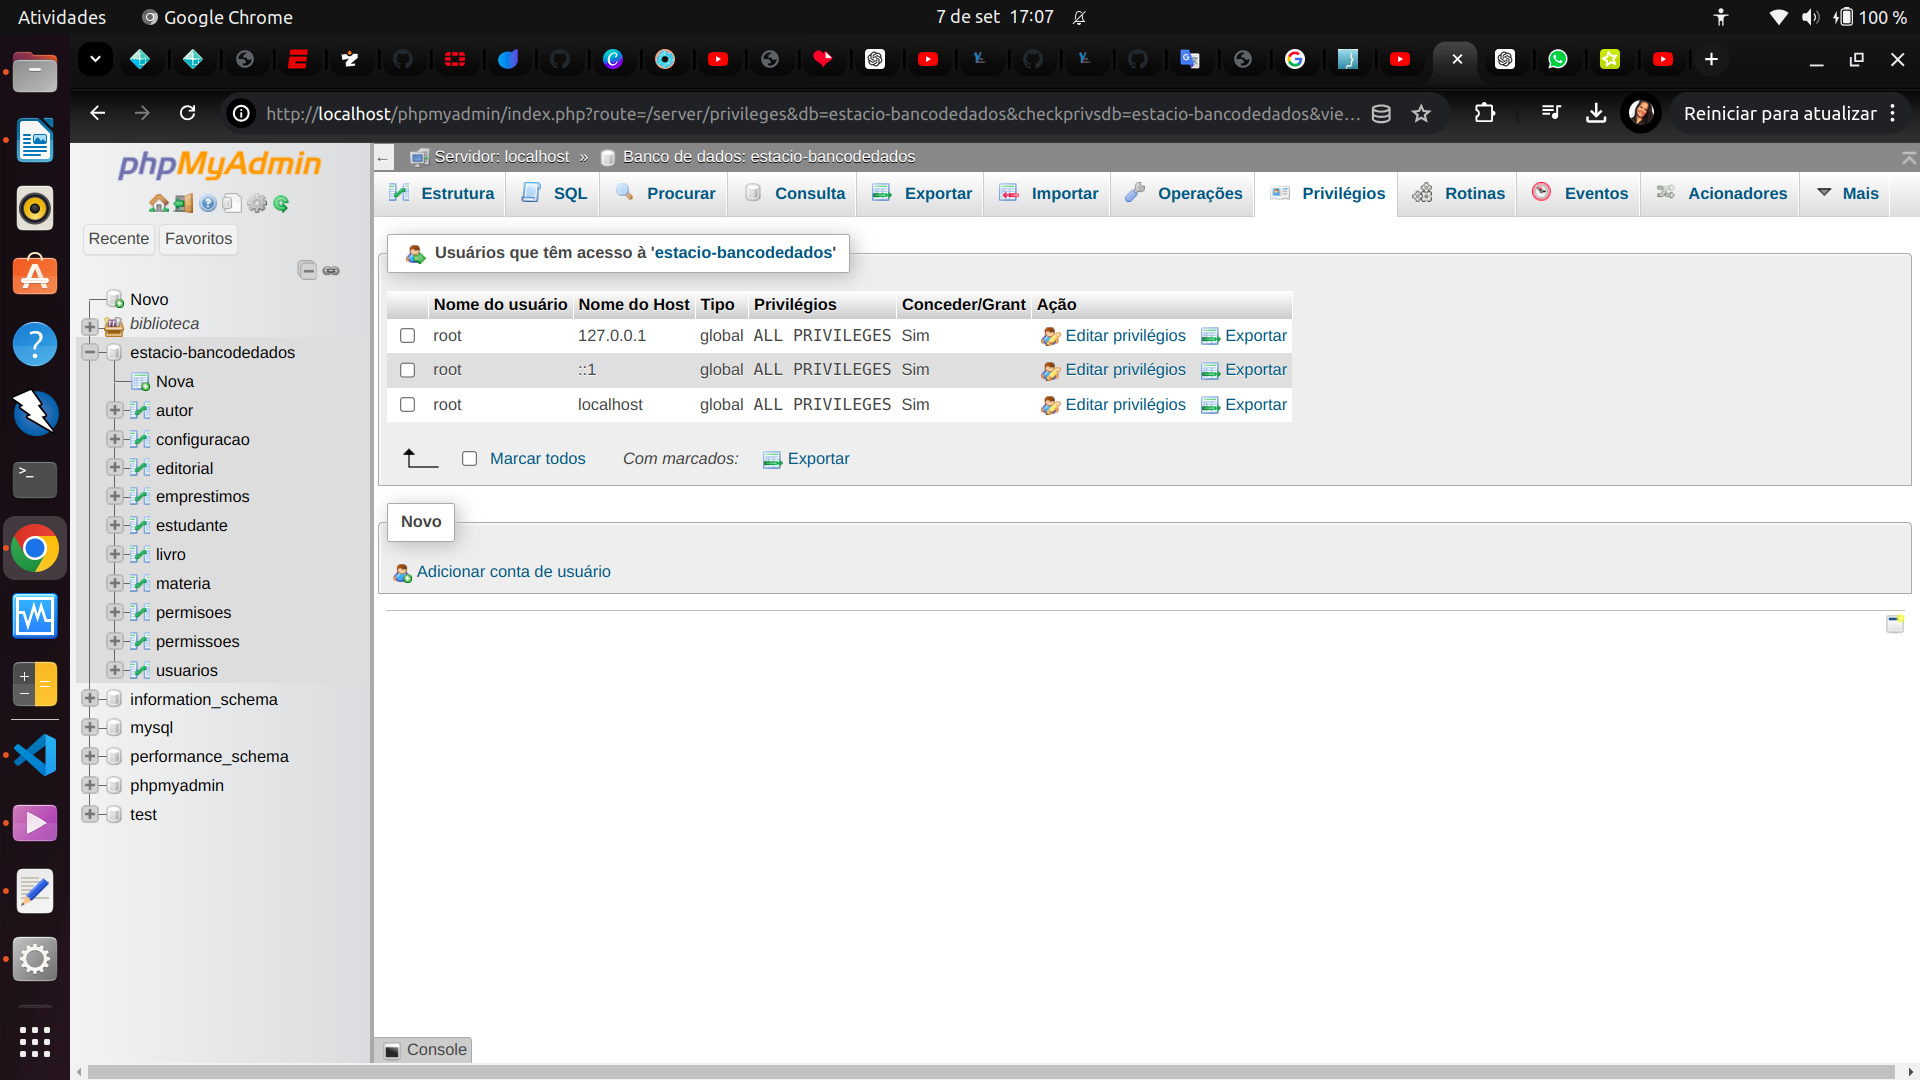 Atividades
Google Chrome
7 de set 17:07
100 %
http://localhost/phpmyadmin/index.php?route=/server/privileges&db=estacio-bancodedados&checkprivsdb=estacio-bancodedados&vie...
Reiniciar para atualizar
phpMyAdmin
Recente
Favoritos
Novo
biblioteca
estacio-bancodedados
Nova
autor
configuracao
editorial
emprestimos
estudante
livro
materia
permisoes
permissoes
usuarios
information_schema
mysql
performance_schema
phpmyadmin
test
Servidor: localhost » Banco de dados: estacio-bancodedados
Estrutura SQL Procurar Consulta Exportar Importar Operações Privilégios Rotinas Eventos Acionadores Mais
Usuários que têm acesso à 'estacio-bancodedados'
Nome do usuário Nome do Host Tipo Privilégios Conceder/Grant Ação
root 127.0.0.1 global ALL PRIVILEGES Sim Editar privilégios Exportar
root ::1 global ALL PRIVILEGES Sim Editar privilégios Exportar
root localhost global ALL PRIVILEGES Sim Editar privilégios Exportar
Marcar todos Com marcados: Exportar
Novo
Adicionar conta de usuário
Console